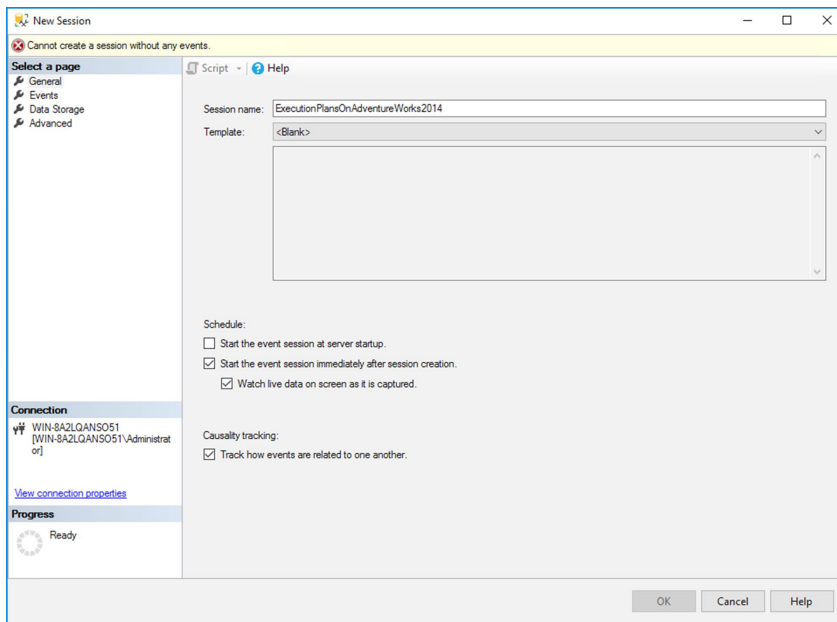 New Session
Cannot create a session without any events.
Select a page
General
Events
Data Storage
Advanced
Script
Help
Session name:
ExecutionPlansOnAdventureWorks2014
Template:
<Blank>
Schedule:
Start the event session at server startup.
Start the event session immediately after session creation.
Watch live data on screen as it is captured.
Causality tracking:
Track how events are related to one another.
Connection
WIN-8A2LQANSO51
[WIN-8A2LQANSO51\Administrat
or]
View connection properties
Progress
Ready
OK
Cancel
Help